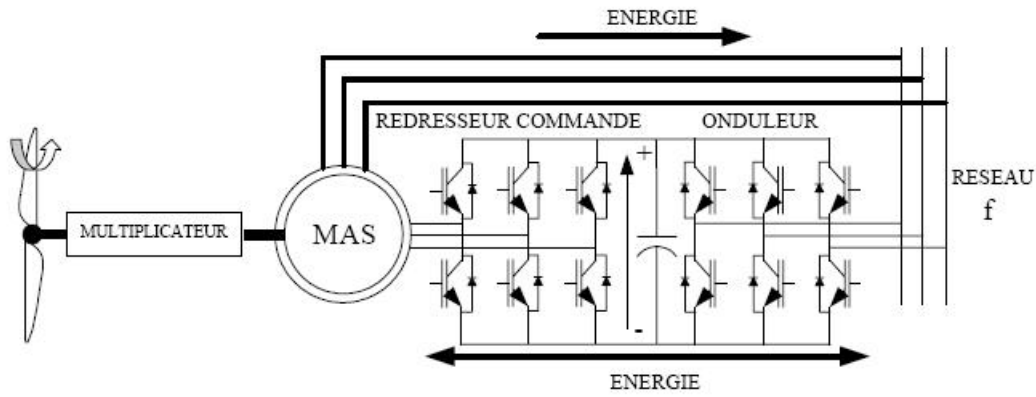 ENERGIE
REDRESSEUR COMMANDE
ONDULEUR
+
RESEAU
f
MULTIPLICATEUR
MAS
-
ENERGIE